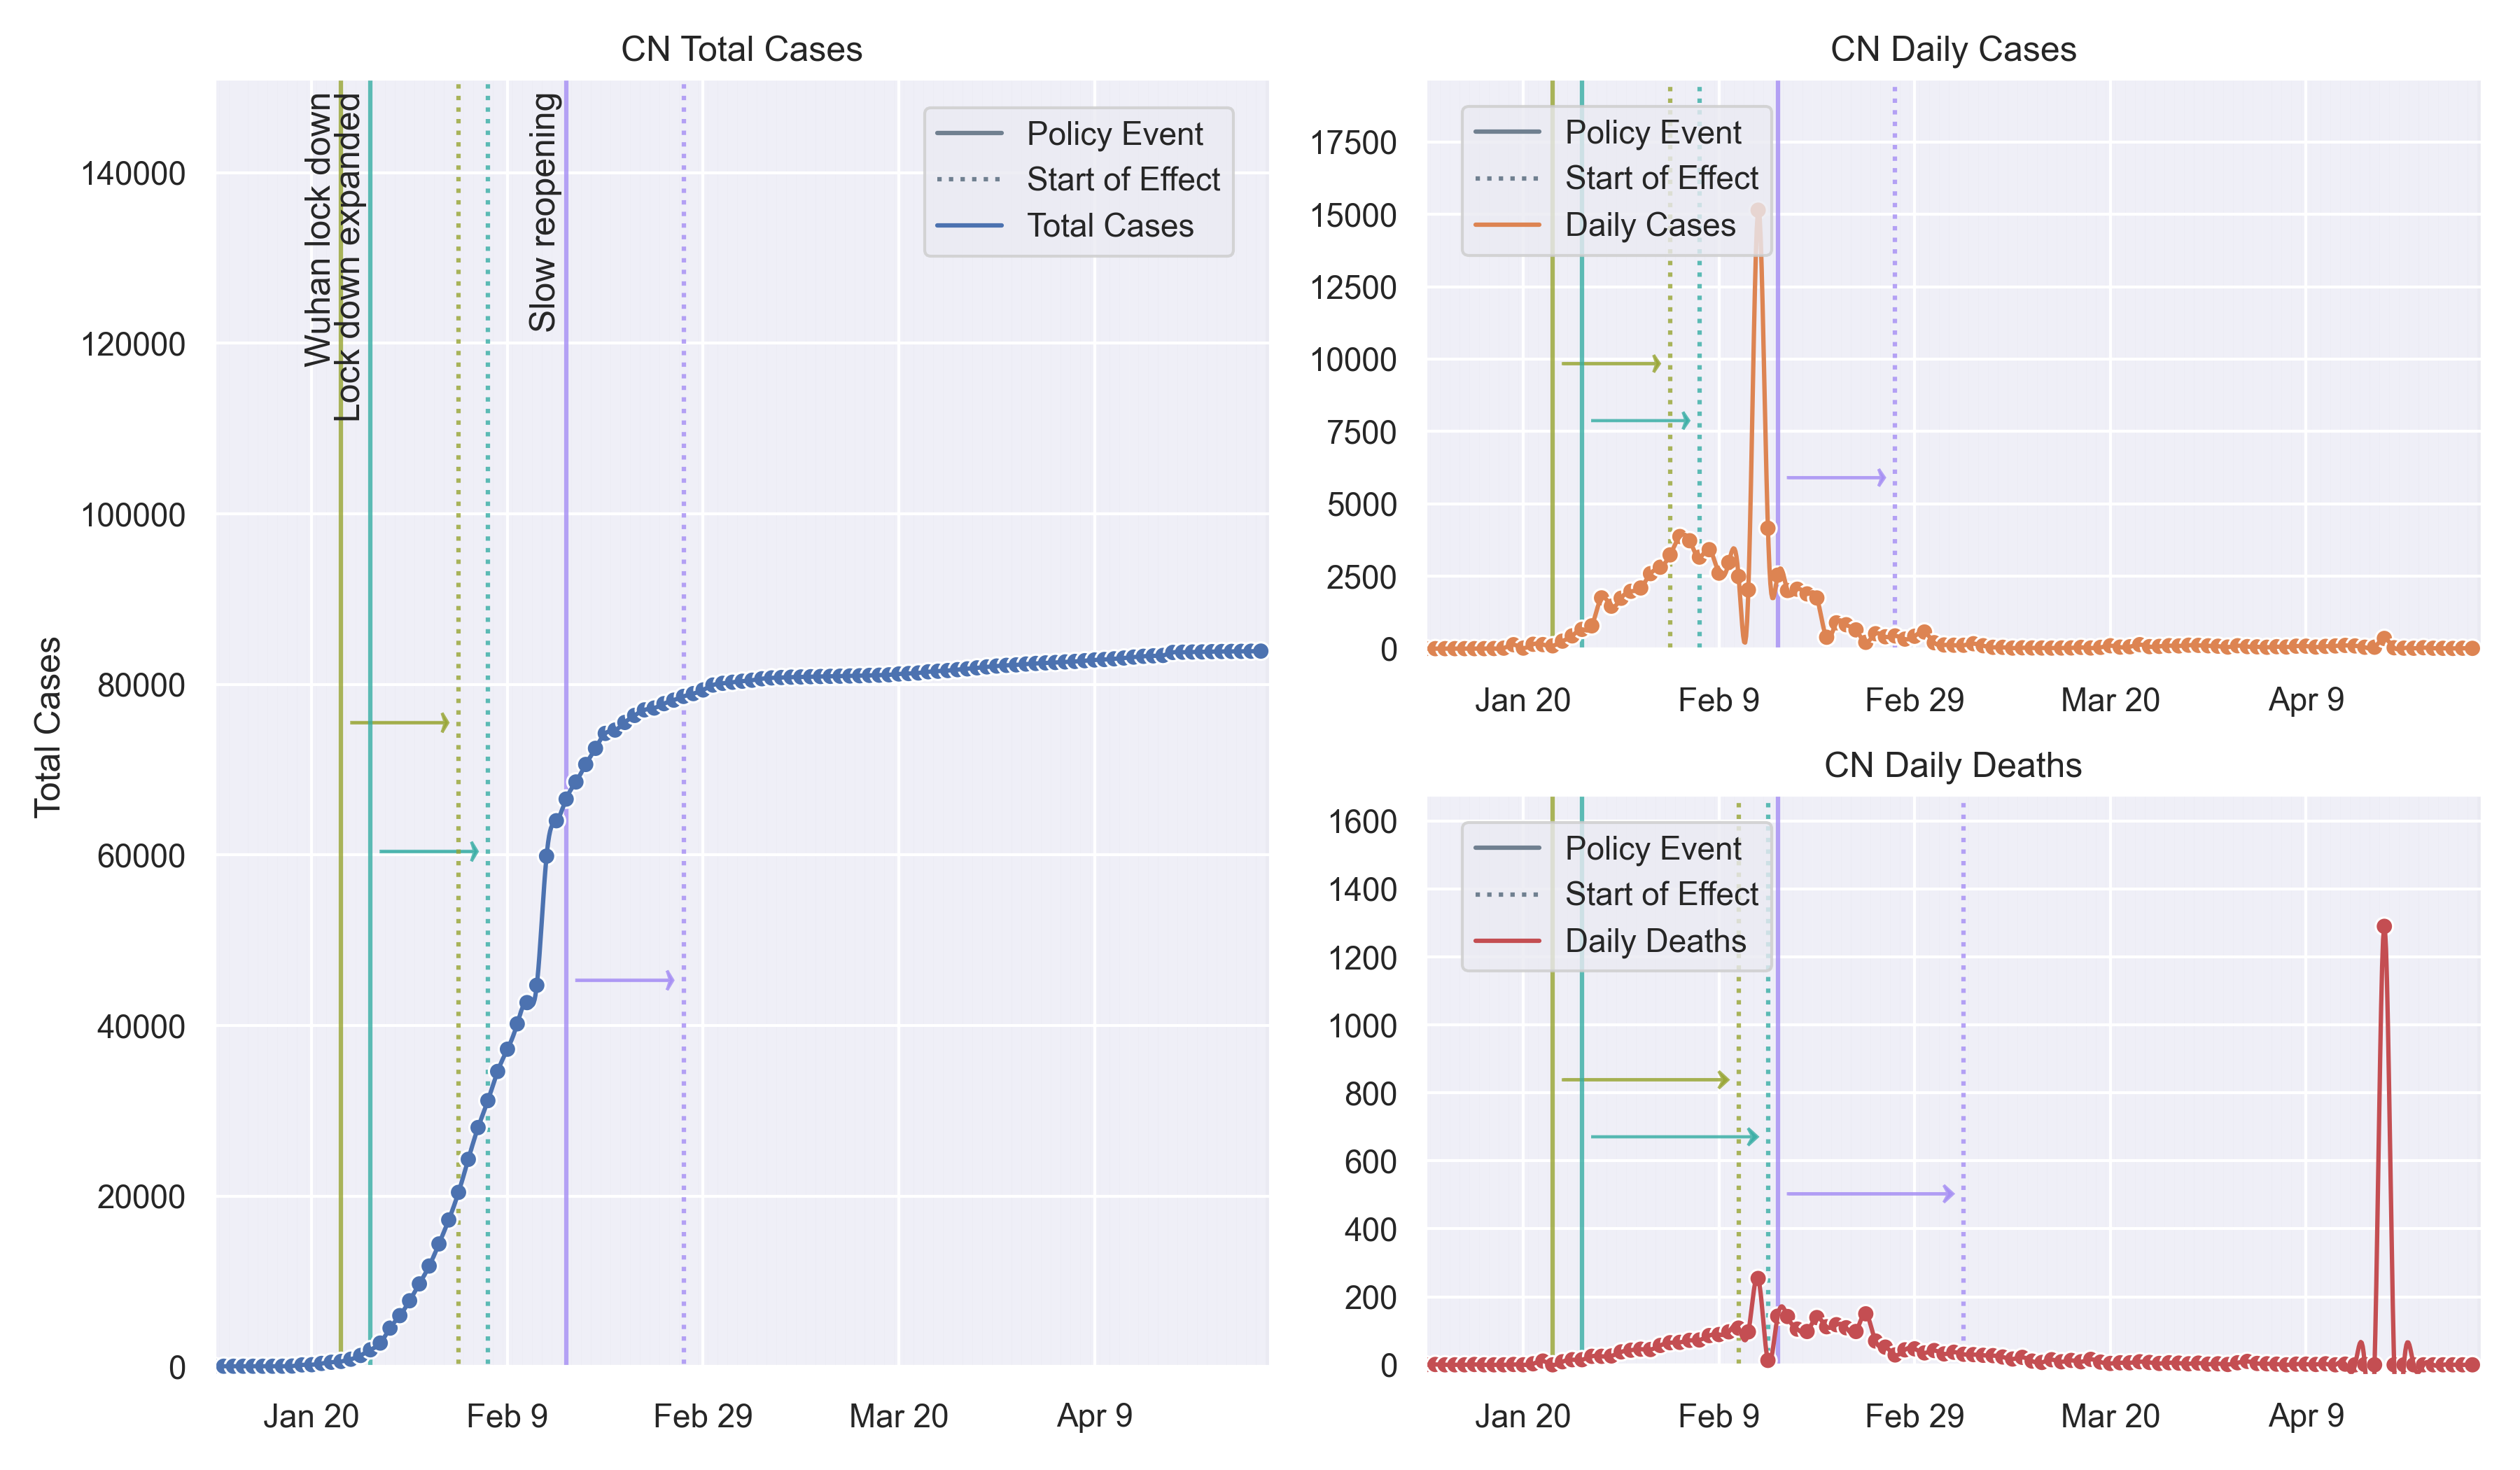 CN Total Cases
Wuhan lock down
Lock down expanded
Slow reopening
Policy Event
Start of Effect
Total Cases
140000
120000
100000
80000
60000
40000
20000
0
Total Cases
Jan 20
Feb 9
Feb 29
Mar 20
Apr 9
CN Daily Cases
Policy Event
Start of Effect
Daily Cases
17500
15000
12500
10000
7500
5000
2500
0
Jan 20
Feb 9
Feb 29
Mar 20
Apr 9
CN Daily Deaths
Policy Event
Start of Effect
Daily Deaths
1600
1400
1200
1000
800
600
400
200
0
Jan 20
Feb 9
Feb 29
Mar 20
Apr 9